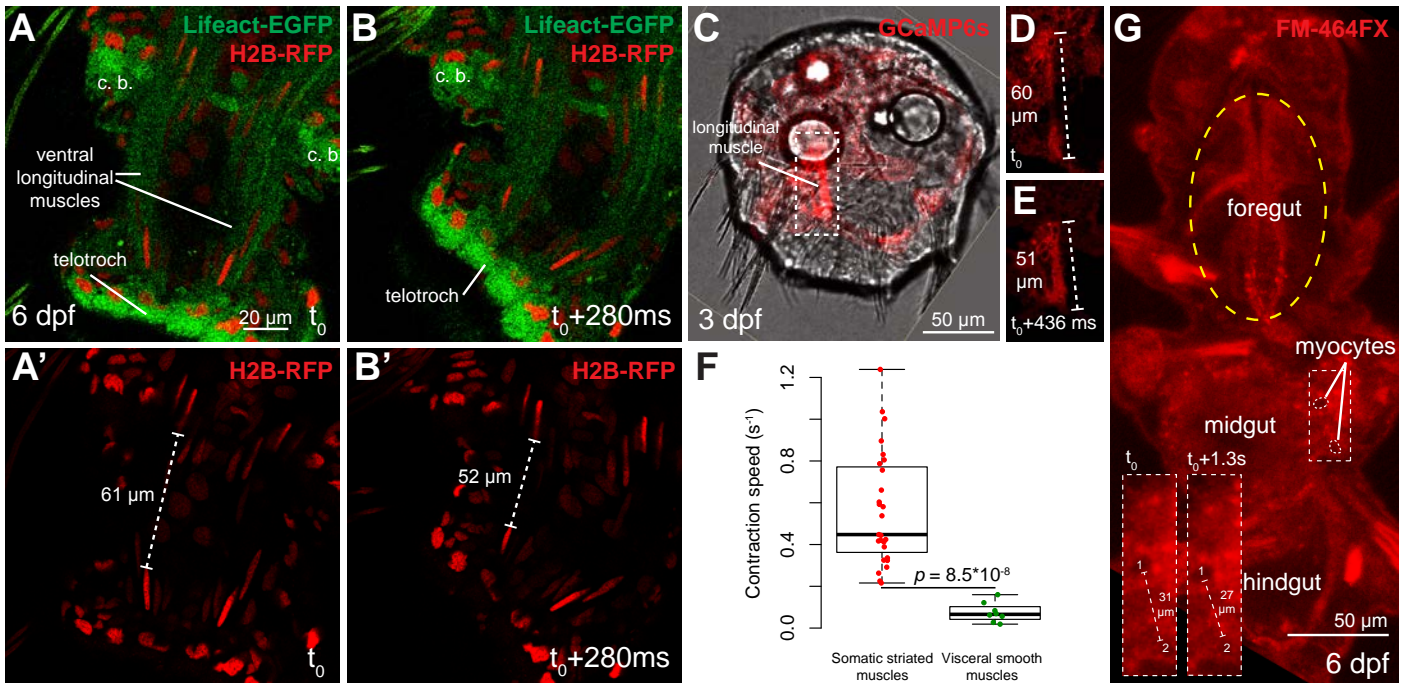 A
Lifeact-EGFP
H2B-RFP
c. b.
c. b
ventral
longitudinal
muscles
telotroch
6 dpf
20 µm
t0
B
Lifeact-EGFP
H2B-RFP
c. b.
telotroch
t0+280ms
C
GCaMP6s
longitudinal
muscle
3 dpf
50 µm
D
60
µm
t0
E
51
µm
t0+436 ms
A'
H2B-RFP
61 µm
t0
B'
H2B-RFP
52 µm
t0+280ms
F
Contraction speed (s-1)
1.2
0.8
0.4
0.0
p = 8.5*10-8
Somatic striated
muscles
Visceral smooth
muscles
G
FM-464FX
foregut
myocytes
midgut
t0
t0+1.3s
1
31
µm
2
1
27
µm
2
hindgut
50 µm
6 dpf